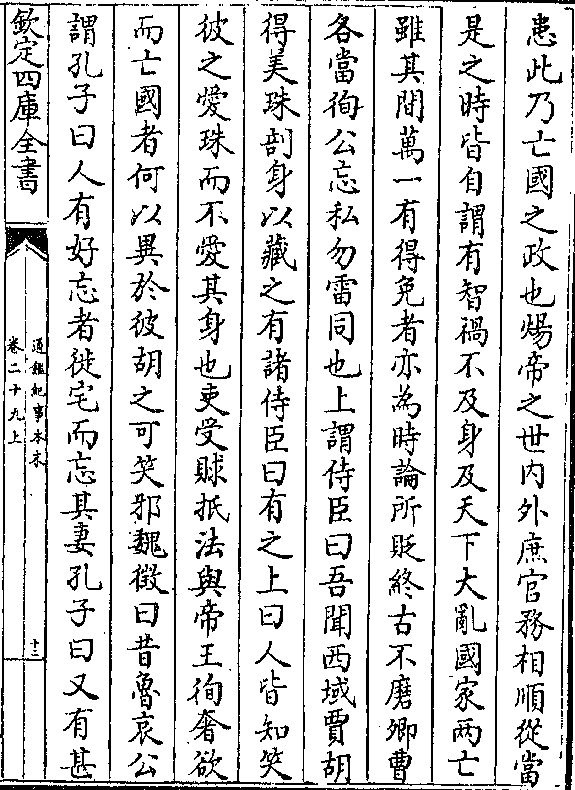 患此乃亡國之政也煬帝之世内外庶官務相順從當
是之時皆自謂有智禍不及身及天下大亂國家兩亡
雖其間萬一有得免者亦為時論所貶終古不磨卿曹
各當徇公忘私勿雷同也上謂侍臣曰吾聞西域賈胡
得美珠剖身以藏之有諸侍臣曰有之上曰人皆知笑
彼之愛珠而不愛其身也吏受賕抵法與帝王徇奢欲
而亡國者何以異於彼胡之可笑邪魏徵曰昔魯哀公
謂孔子曰人有好忘者徙宅而忘其妻孔子曰又有甚
欽定四庫全書
通鑑紀事本末
卷二十九上
十三